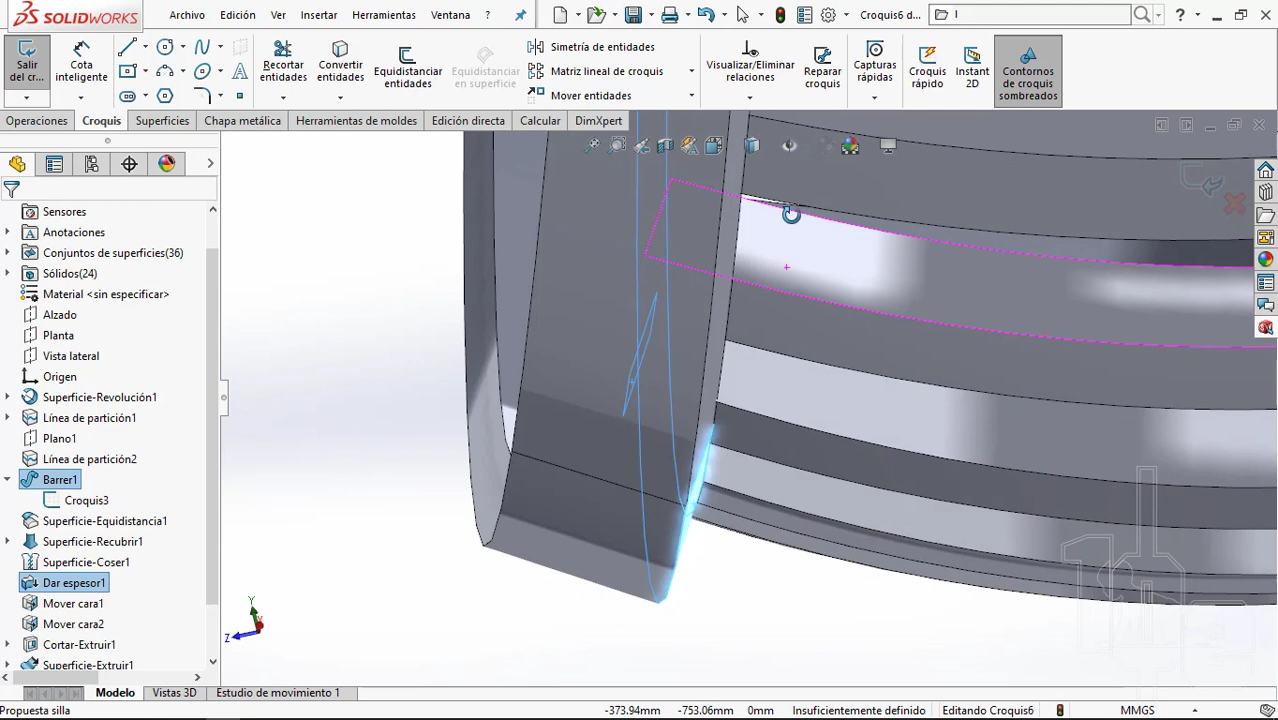 SOLIDWORKS
Archivo
Edición
Ver
Insertar
Herramientas
Ventana
?
Croquis6 d...
l
?
Salir del cr...
Cota inteligente
Recortar entidades
Convertir entidades
Equidistanciar entidades
Equidistanciar en superficie
Simetría de entidades
Matriz lineal de croquis
Mover entidades
Visualizar/Eliminar relaciones
Reparar croquis
Capturas rápidas
Croquis rápido
Instant 2D
Contornos de croquis sombreados
Operaciones
Croquis
Superficies
Chapa metálica
Herramientas de moldes
Edición directa
Calcular
DimXpert
Sensores
Anotaciones
Conjuntos de superficies(36)
Sólidos(24)
Material <sin especificar>
Alzado
Planta
Vista lateral
Origen
Superficie-Revolución1
Línea de partición1
Plano1
Línea de partición2
Barrer1
Croquis3
Superficie-Equidistancia1
Superficie-Recubrir1
Superficie-Coser1
Dar espesor1
Mover cara1
Mover cara2
Cortar-Extruir1
Superficie-Extruir1
Y
Z
Modelo
Vistas 3D
Estudio de movimiento 1
Propuesta silla
-373.94mm
-753.06mm
0mm
Insuficientemente definido
Editando Croquis6
MMGS